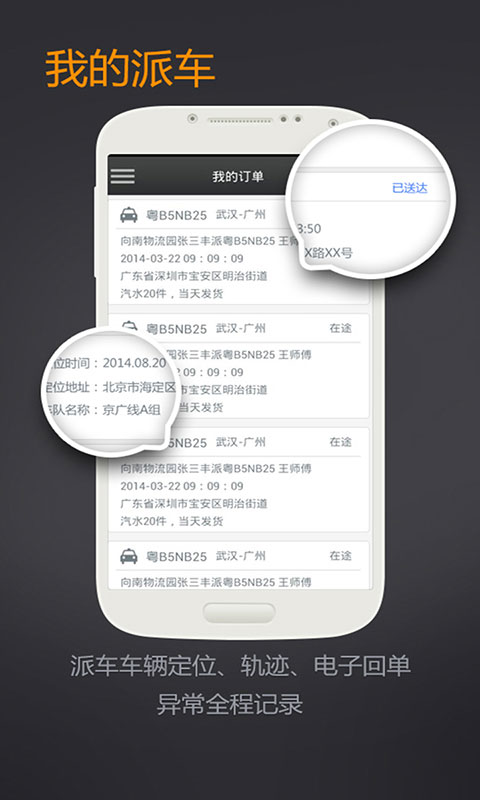 我的派车
我的订单
已送达
3:50
X路XX号
粤B5NB25 武汉-广州
向南物流园张三丰派粤B5NB25 王
2014-03-22 09：09：09
广东省深圳市宝安区明治街道
汽水20件，当天发货
粤B5NB25 武汉-广州 在途
张三丰派粤B5NB25 王师傅
09：09：09
宝安区明治街道
当天发货
位时间：2014.08.20
定位地址：北京市海定区
车队名称：京广线A组
5NB25 武汉-广州 在途
向南物流园张三丰派粤B5NB25 王师傅
2014-03-22 09：09：09
广东省深圳市宝安区明治街道
汽水20件，当天发货
粤B5NB25 武汉-广州 在途
向南物流园张三丰派粤B5NB25 王师傅
派车车辆定位、轨迹、电子回单
异常全程记录